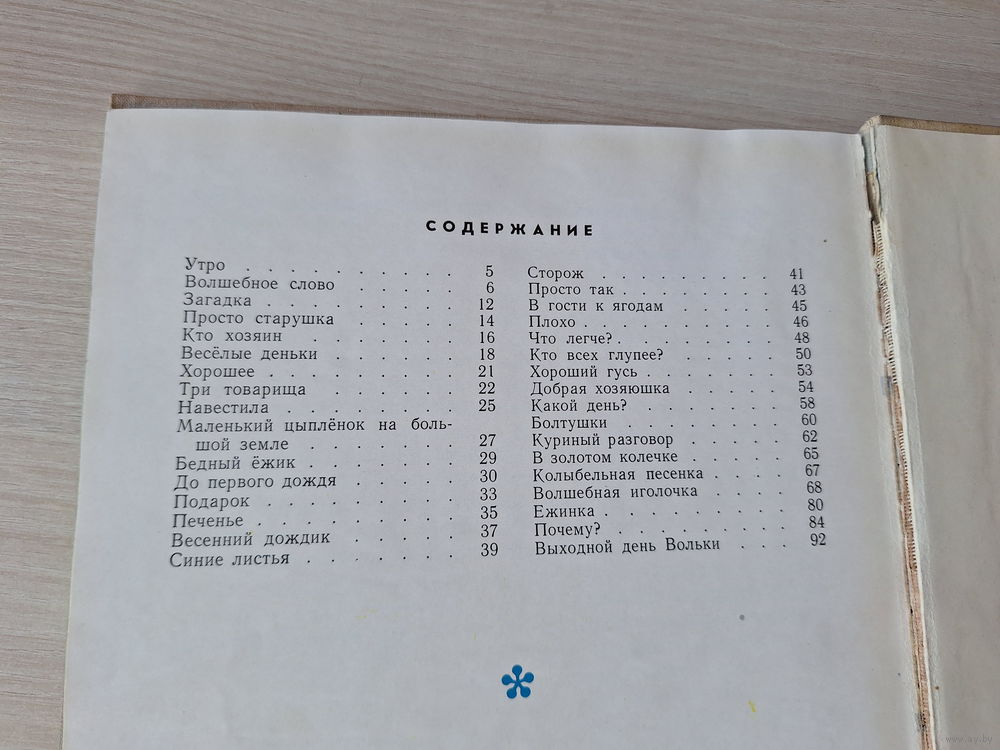 СОДЕРЖАНИЕ
Утро . . . . . . . . . . 5
Волшебное слово . . . . . 6
Загадка . . . . . . . . . 12
Просто старушка . . . . . 14
Кто хозяин . . . . . . . 16
Весёлые деньки . . . . . . 18
Хорошее . . . . . . . . . 21
Три товарища . . . . . . 22
Навестила . . . . . . . . 25
Маленький цыплёнок на боль-
шой земле . . . . . . . 27
Бедный ёжик . . . . . . . 29
До первого дождя . . . . . 30
Подарок . . . . . . . . . 33
Печенье . . . . . . . . . 35
Весенний дождик . . . . . 37
Синие листья . . . . . . 39
Сторож . . . . . . . . . 41
Просто так . . . . . . . . 43
В гости к ягодам . . . . . 45
Плохо . . . . . . . . . . 46
Что легче? . . . . . . . . 48
Кто всех глупее? . . . . . 50
Хороший гусь . . . . . . . 53
Добрая хозяюшка . . . . . 54
Какой день? . . . . . . . 58
Болтушки . . . . . . . . 60
Куриный разговор . . . . . 62
В золотом колечке . . . . . 65
Колыбельная песенка . . . . 67
Волшебная иголочка . . . . 68
Ежинка . . . . . . . . . 80
Почему? . . . . . . . . . 84
Выходной день Вольки . . . 92
www.ay.by